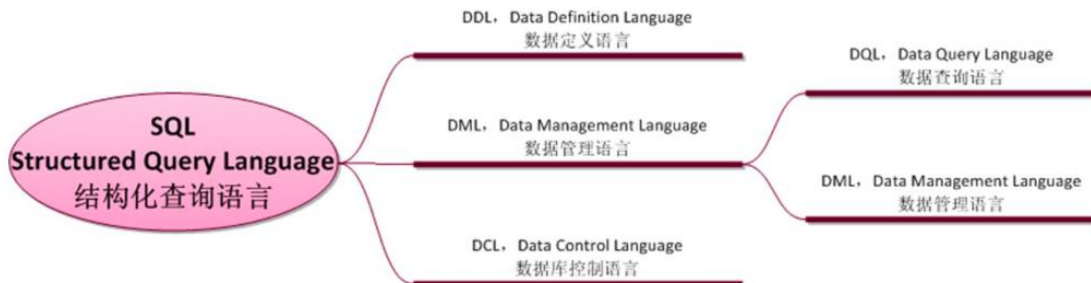 SQL
Structured Query Language
结构化查询语言
DDL，Data Definition Language
数据定义语言
DML，Data Management Language
数据管理语言
DQL，Data Query Language
数据查询语言
DML，Data Management Language
数据管理语言
DCL，Data Control Language
数据库控制语言